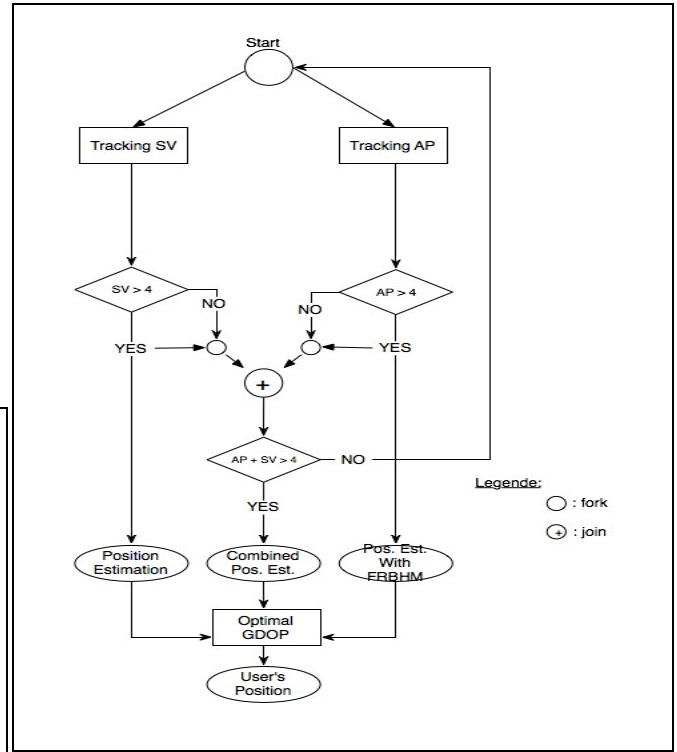 Start
Tracking SV
Tracking AP
SV > 4
AP > 4
NO
NO
YES
YES
+
AP + SV > 4
NO
YES
Legende:
: fork
+ : join
Position
Estimation
Combined
Pos. Est.
Pos. Est.
With
FRBHM
Optimal
GDOP
User's
Position